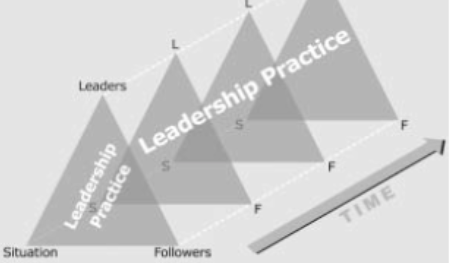 L
L
Leaders
Leadership Practice
Leadership
Practice
S
S
S
F
F
F
TIME
Situation
Followers